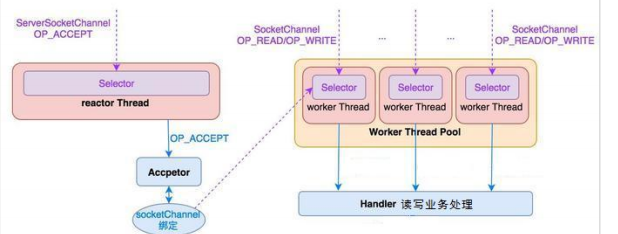 ServerSocketChannel
OP_ACCEPT
Selector
reactor Thread
OP_ACCEPT
Accpetor
socketChannel
绑定
SocketChannel
OP_READ/OP_WRITE
...
...
SocketChannel
OP_READ/OP_WRITE
Selector
worker Thread
Selector
worker Thread
Selector
worker Thread
Worker Thread Pool
Handler 读写业务处理